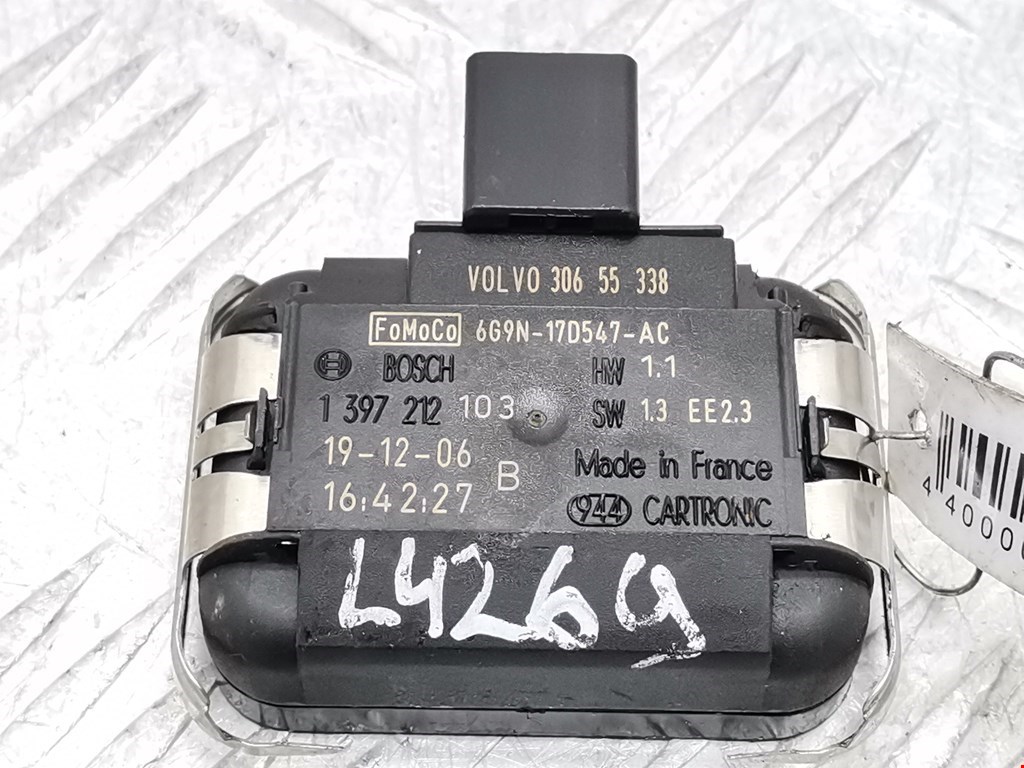 VOLVO 306 55 338
FoMoCo 6G9N-17D547-AC
BOSCH HW 1.1
1 397 212 103 SW 1.3 EE2.3
19-12-06
B
Made in France
16:42:27
944 CARTRONIC
L4269